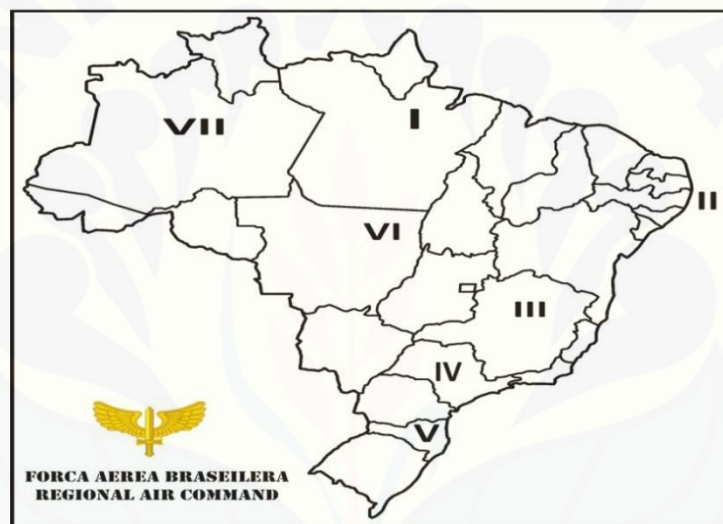 VII
I
II
VI
III
IV
V
FORCA AEREA BRASEILERA
REGIONAL AIR COMMAND